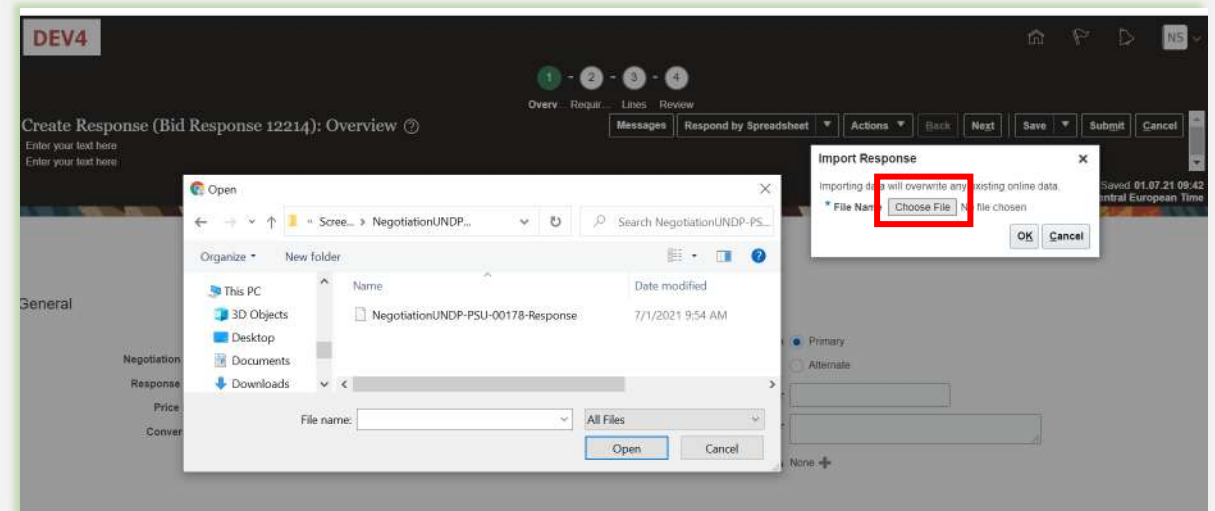 DEV4
NS
1 - 2 - 3 - 4
Overv... Requir... Lines Review
Create Response (Bid Response 12214): Overview
Messages Respond by Spreadsheet Actions Back Next Save Submit Cancel
Enter your text here
Enter your text here
Import Response
Open
Importing data will overwrite any existing online data.
Saved 01.07.21 09:42
* File Name Choose File No file chosen
entral European Time
« Scree... › NegotiationUNDP...
Search NegotiationUNDP-PS...
OK Cancel
Organize New folder
Name Date modified
This PC
General
3D Objects
NegotiationUNDP-PSU-00178-Response 7/1/2021 9:54 AM
Desktop
Primary
Negotiation
Documents
Alternate
Response
Downloads
Price
File name: All Files
Conver
Open Cancel
None